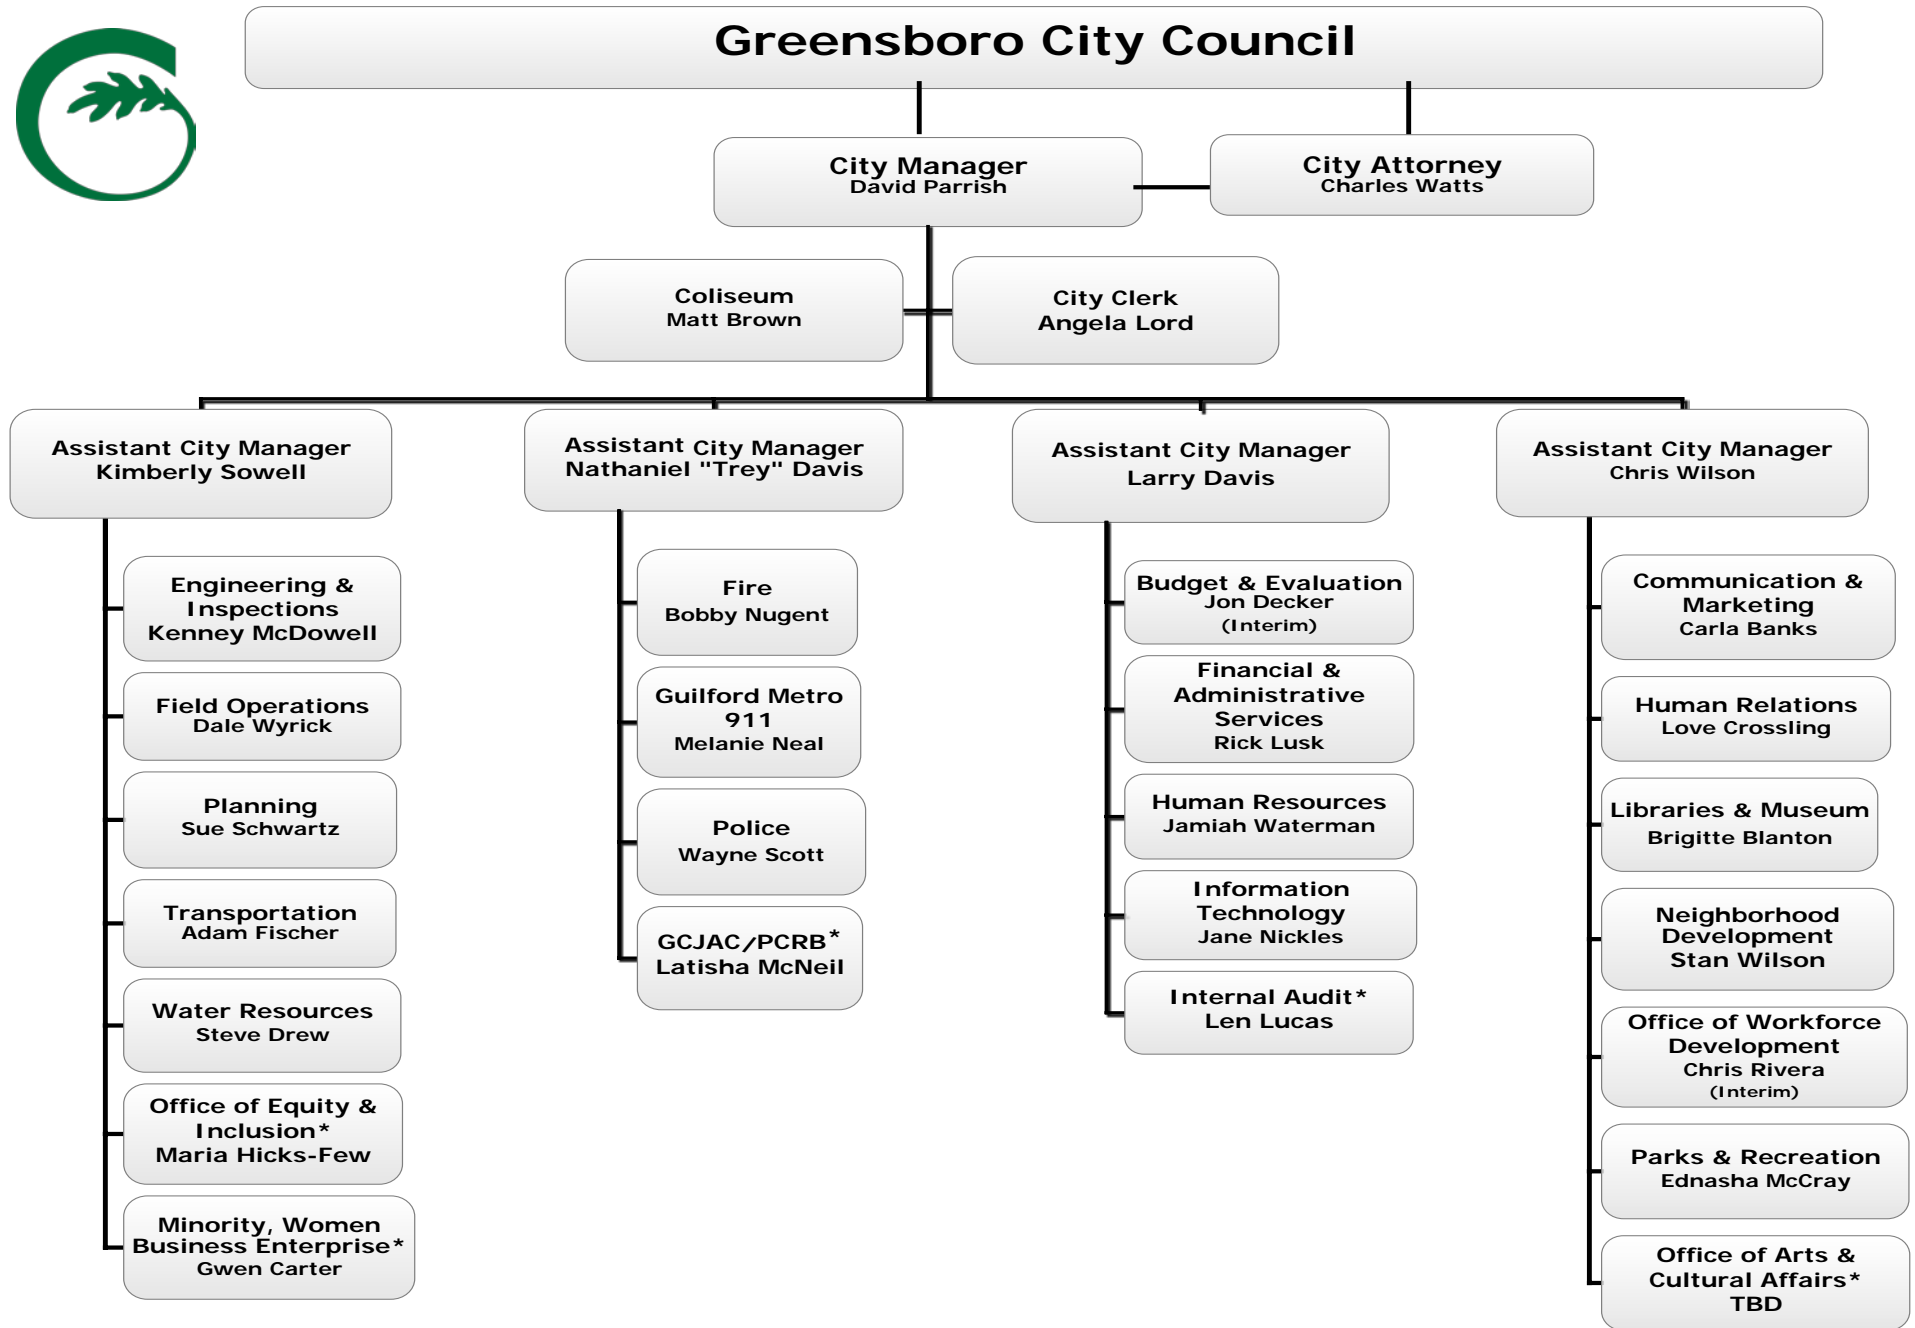 Greensboro City Council
City Manager
David Parrish
City Attorney
Charles Watts
Coliseum
Matt Brown
City Clerk
Angela Lord
Assistant City Manager
Kimberly Sowell
Engineering &
Inspections
Kenney McDowell
Field Operations
Dale Wyrick
Planning
Sue Schwartz
Transportation
Adam Fischer
Water Resources
Steve Drew
Office of Equity &
Inclusion*
Maria Hicks-Few
Minority, Women
Business Enterprise*
Gwen Carter
Assistant City Manager
Nathaniel "Trey" Davis
Fire
Bobby Nugent
Guilford Metro
911
Melanie Neal
Police
Wayne Scott
GCJAC/PCRB*
Latisha McNeil
Assistant City Manager
Larry Davis
Budget & Evaluation
Jon Decker
(Interim)
Financial &
Administrative
Services
Rick Lusk
Human Resources
Jamiah Waterman
Information
Technology
Jane Nickles
Internal Audit*
Len Lucas
Assistant City Manager
Chris Wilson
Communication &
Marketing
Carla Banks
Human Relations
Love Crossling
Libraries & Museum
Brigitte Blanton
Neighborhood
Development
Stan Wilson
Office of Workforce
Development
Chris Rivera
(Interim)
Parks & Recreation
Ednasha McCray
Office of Arts &
Cultural Affairs*
TBD